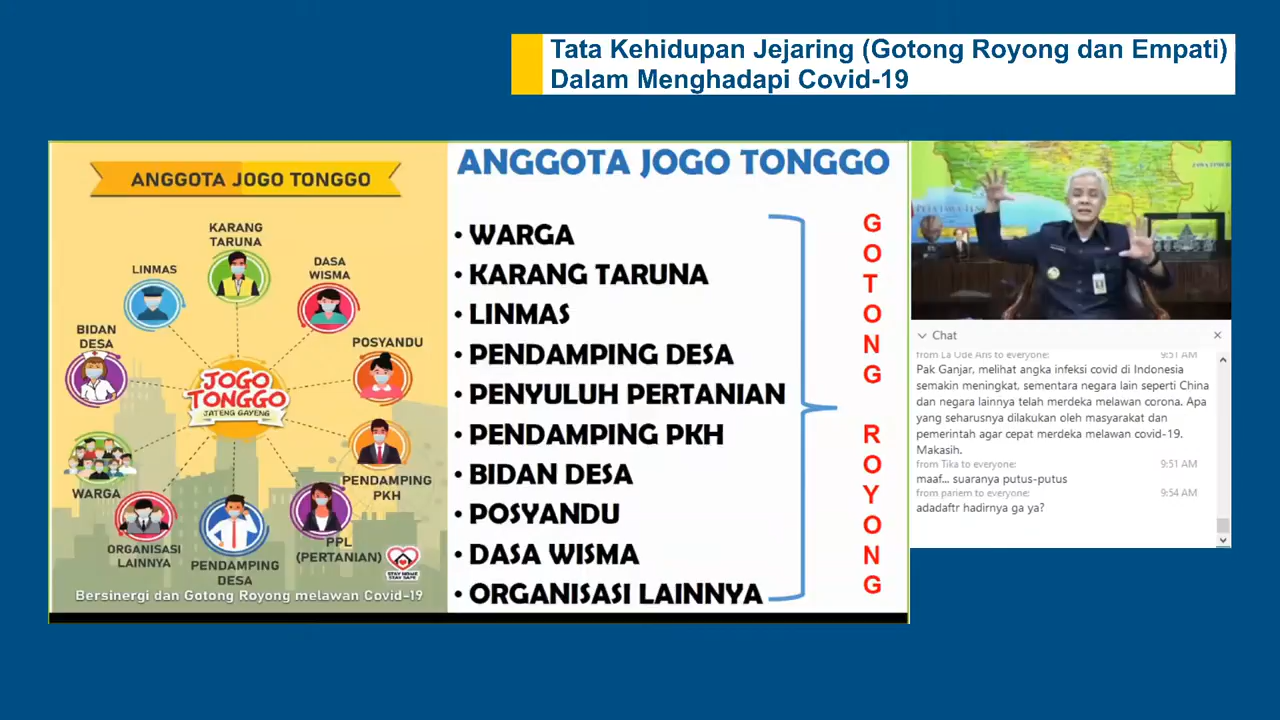 Tata Kehidupan Jejaring (Gotong Royong dan Empati)
Dalam Menghadapi Covid-19
ANGGOTA JOGO TONGGO
KARANG
TARUNA
LINMAS
DASA
WISMA
BIDAN
DESA
POSYANDU
JOGO
TONGGO
JATENG GAYENG
WARGA
PENDAMPING
PKH
ORGANISASI
LAINNYA
PENDAMPING
DESA
PPL
(PERTANIAN)
STAY HOME
STAY SAFE
Bersinergi dan Gotong Royong melawan Covid-19
ANGGOTA JOGO TONGGO
• WARGA
• KARANG TARUNA
• LINMAS
• PENDAMPING DESA
• PENYULUH PERTANIAN
• PENDAMPING PKH
• BIDAN DESA
• POSYANDU
• DASA WISMA
• ORGANISASI LAINNYA
GOTONG ROYONG
JAWA TIMUR
Chat
from La Ode Aris to everyone: 9:51 AM
Pak Ganjar, melihat angka infeksi covid di Indonesia
semakin meningkat, sementara negara lain seperti China
dan negara lainnya telah merdeka melawan corona. Apa
yang seharusnya dilakukan oleh masyarakat dan
pemerintah agar cepat merdeka melawan covid-19.
Makasih.
from Tika to everyone: 9:51 AM
maaf... suaranya putus-putus
from panem to everyone: 9:54 AM
adadaftr hadirnya ga ya?